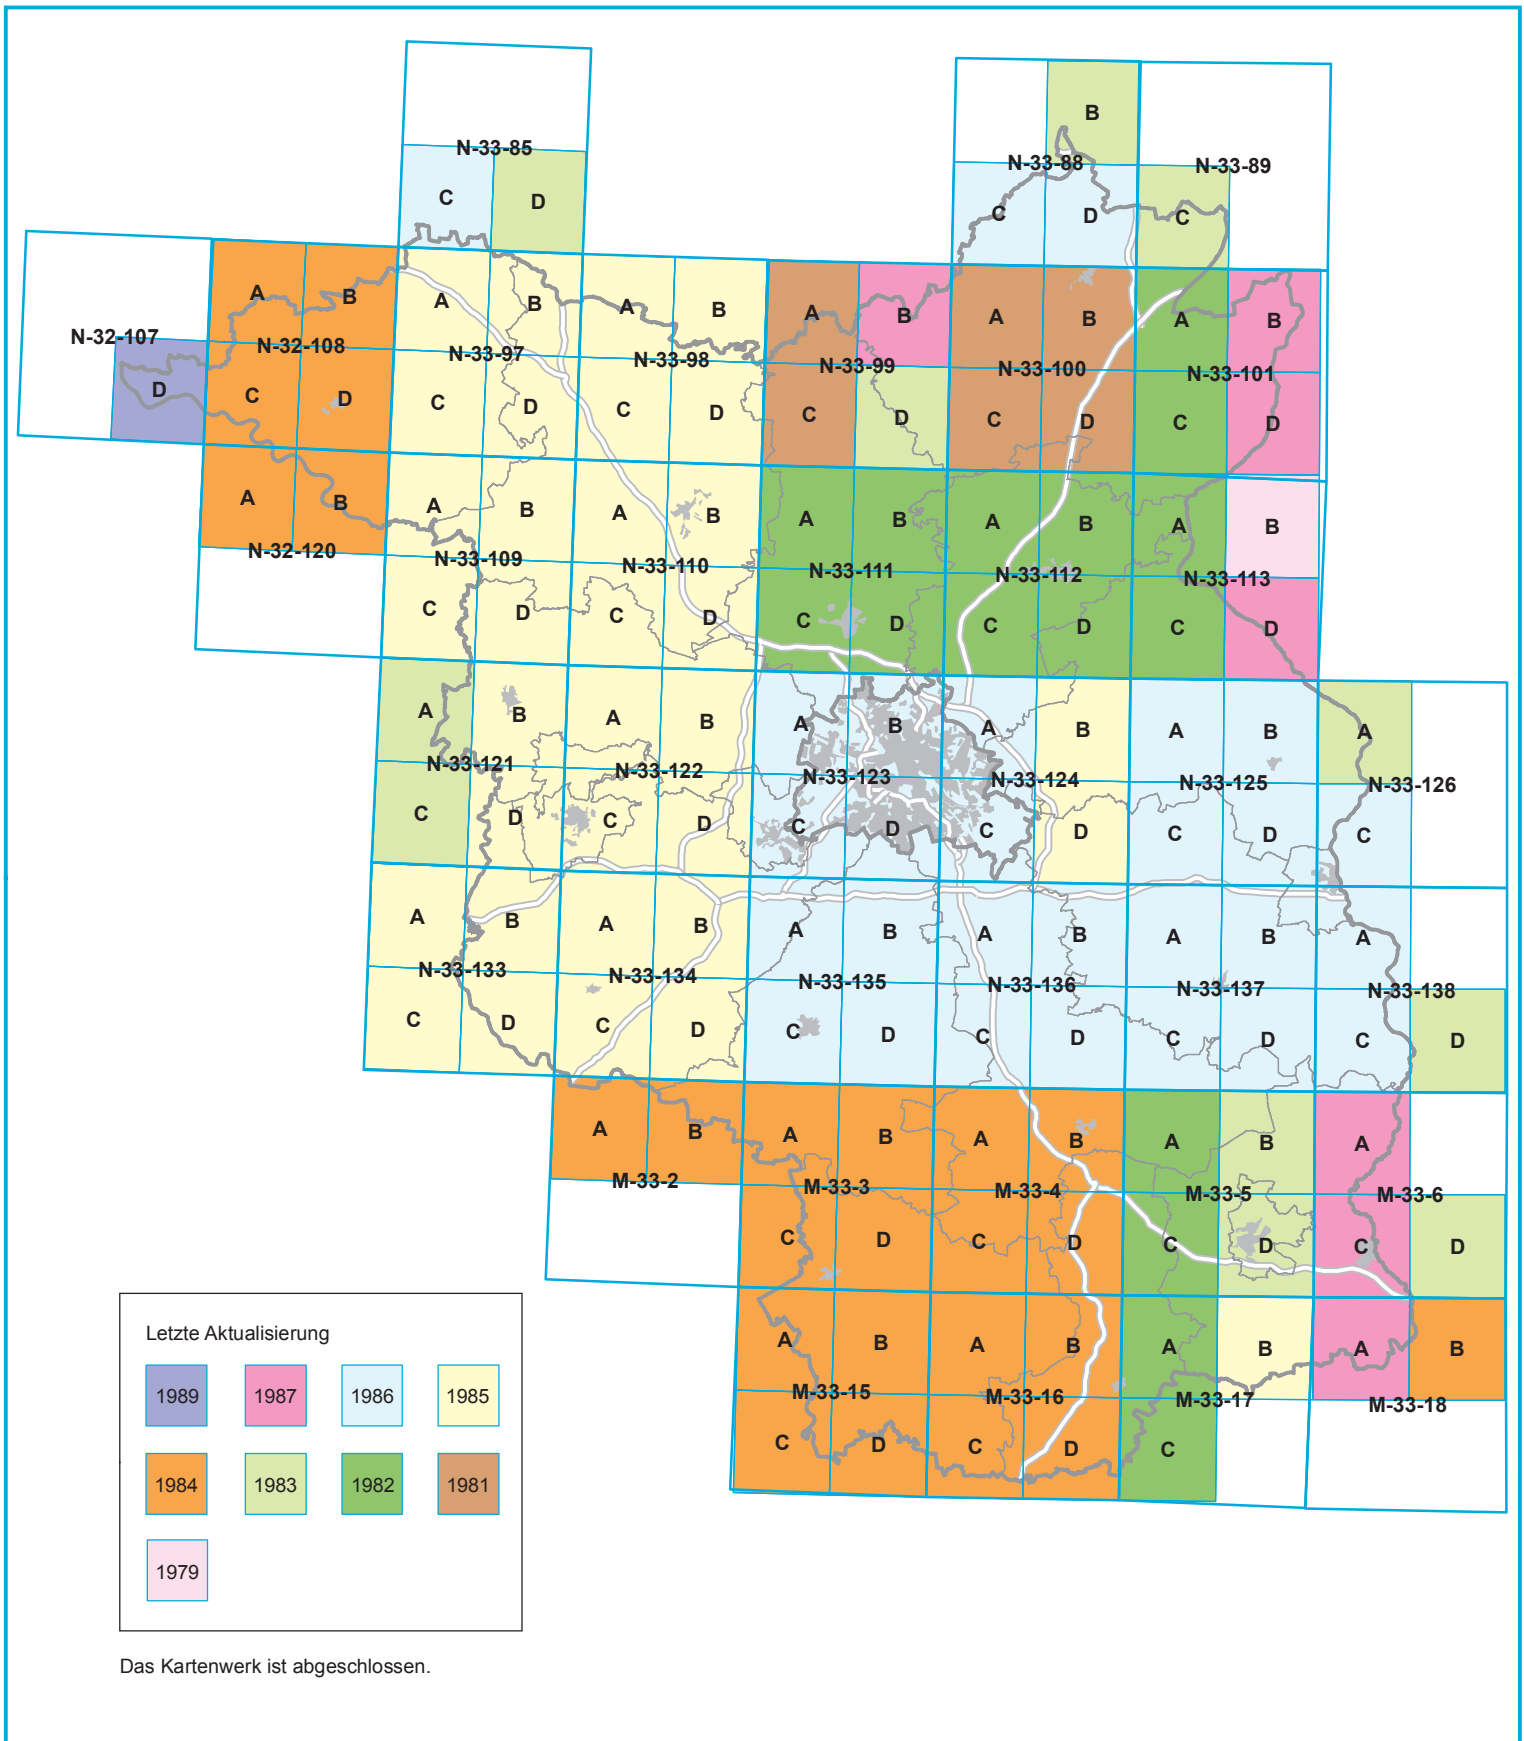 B
N-33-85
N-33-88
N-33-89
C D
C D C
A B
A B A B
A B A B A B
N-32-107
N-32-108
N-33-97
N-33-98
N-33-99
N-33-100
N-33-101
D C D
C D C D
C D C D C D
A B
A B A B
A B A B A B
N-32-120
N-33-109
N-33-110
N-33-111
N-33-112
N-33-113
C D C D
C D C D C D
A B A B
A B A B A B A
N-33-121
N-33-122
N-33-123
N-33-124
N-33-125
N-33-126
C D C D
C D C D C D C
A B A B
A B A B A B A
N-33-133
N-33-134
N-33-135
N-33-136
N-33-137
N-33-138
C D C D
C D C D C D C D
A B A B A B A B A
M-33-2
M-33-3
M-33-4
M-33-5
M-33-6
C D C D C D C D
A B A B A B A B
M-33-15
M-33-16
M-33-17
M-33-18
C D C D C
Letzte Aktualisierung
1989 1987 1986 1985
1984 1983 1982 1981
1979
Das Kartenwerk ist abgeschlossen.